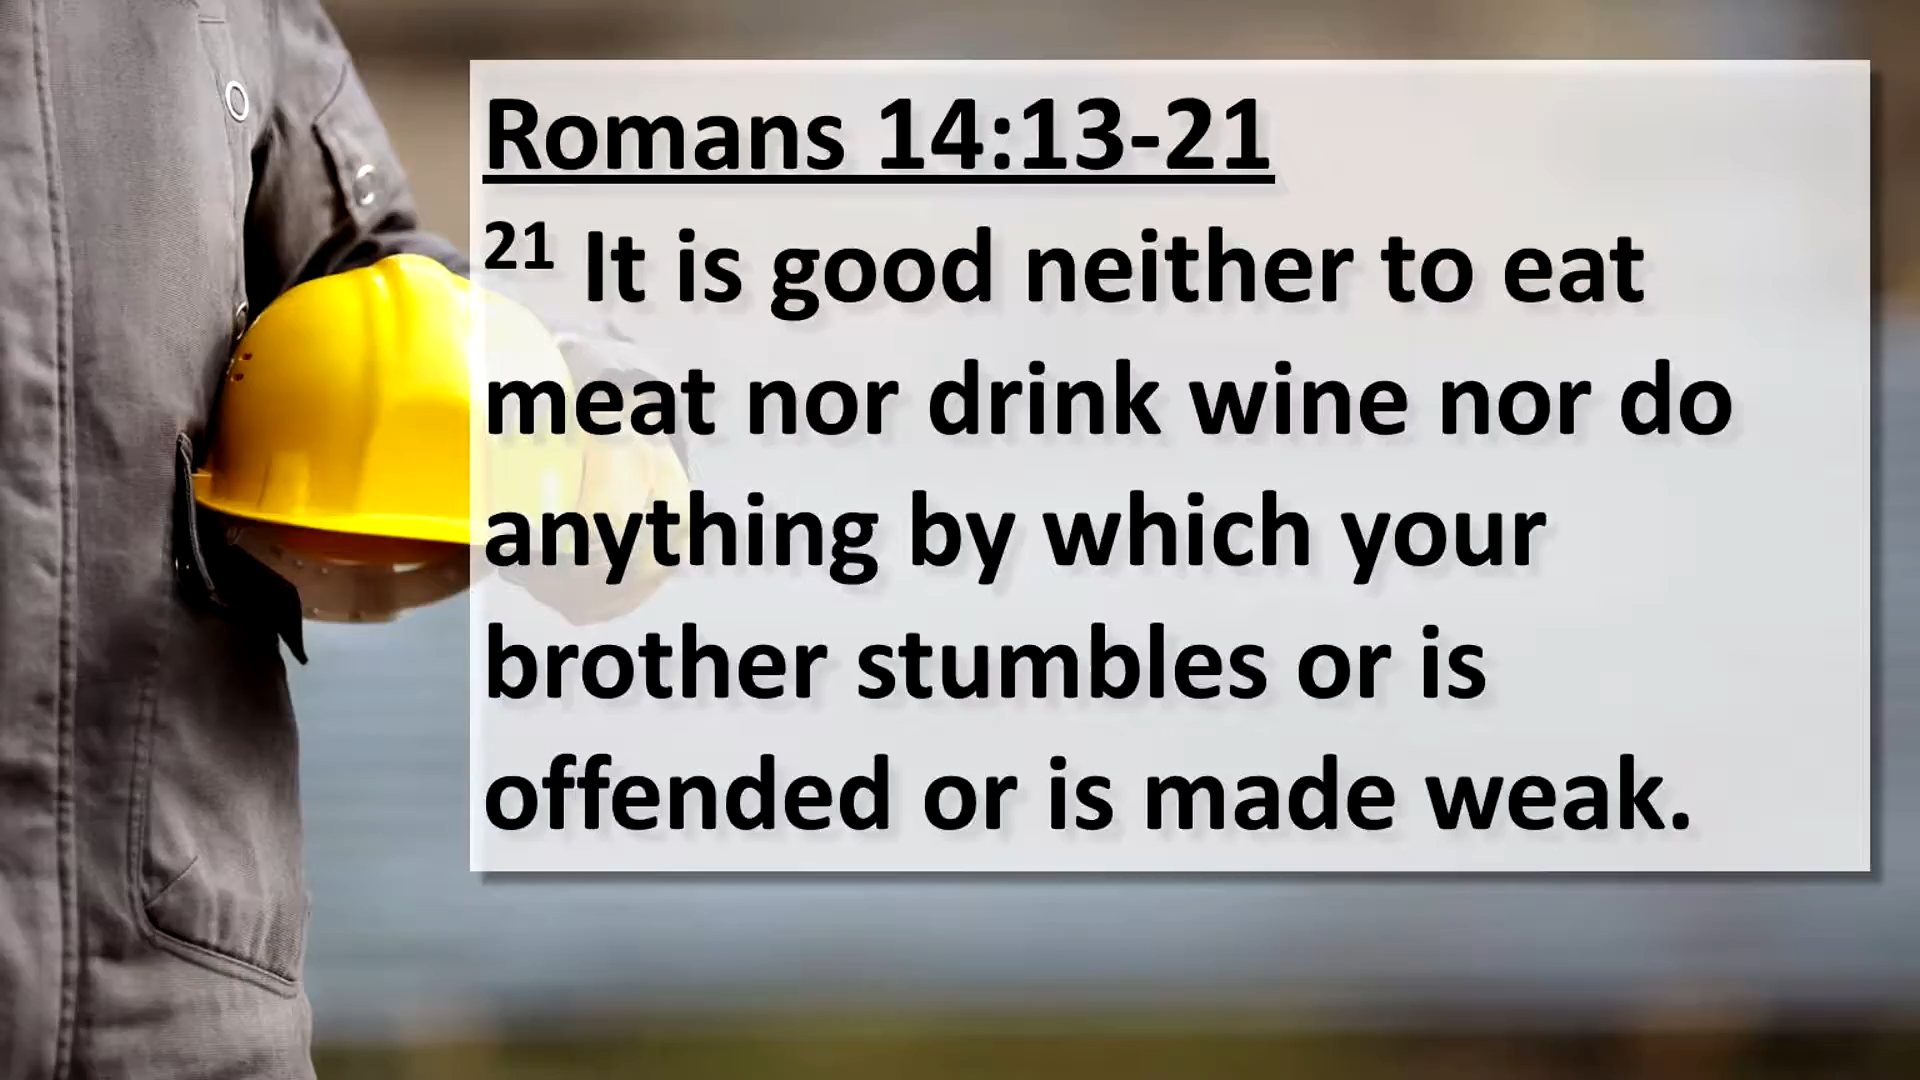 Romans 14:13-21
21 It is good neither to eat
meat nor drink wine nor do
anything by which your
brother stumbles or is
offended or is made weak.